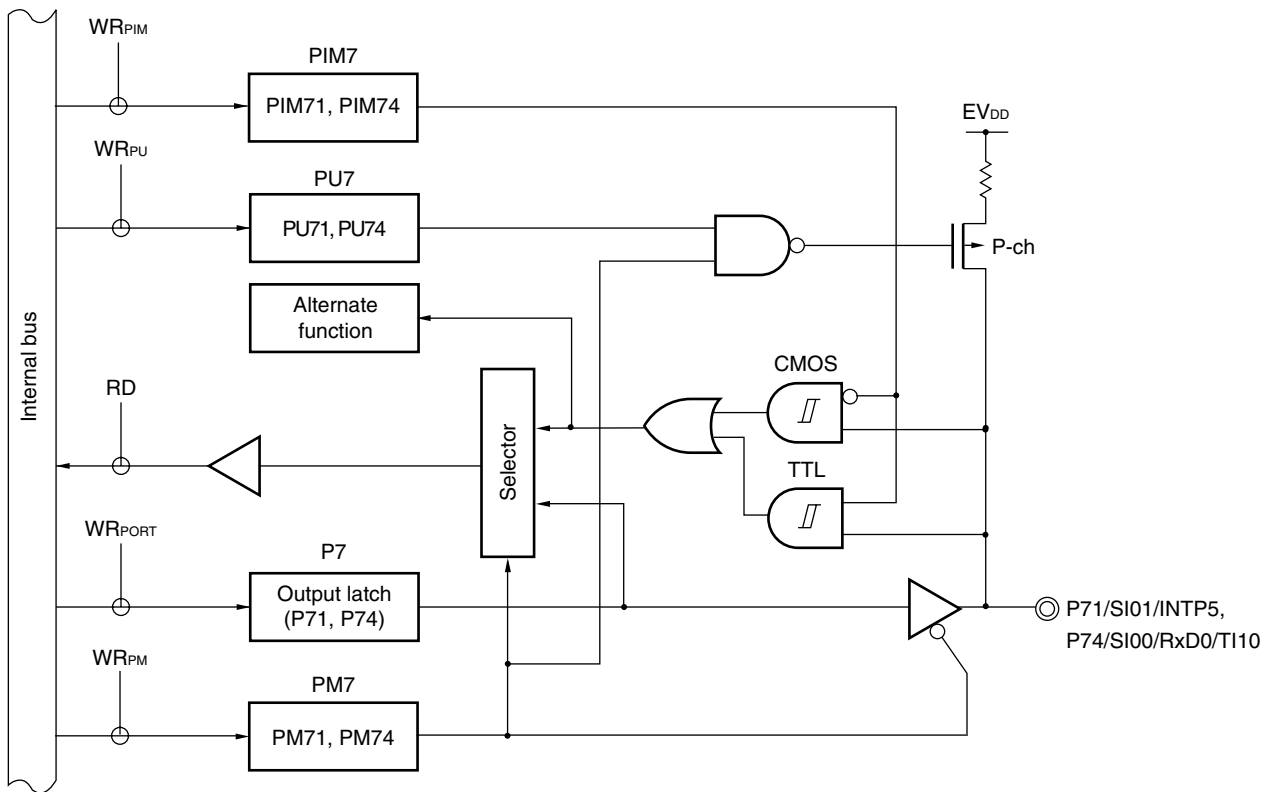 WRPIM
PIM7
PIM71, PIM74
EVDD
WRPU
PU7
PU71, PU74
P-ch
Alternate
function
Internal bus
CMOS
RD
Selector
TTL
WRPORT
P7
Output latch
(P71, P74)
P71/SI01/INTP5,
P74/SI00/RxD0/TI10
WRPM
PM7
PM71, PM74